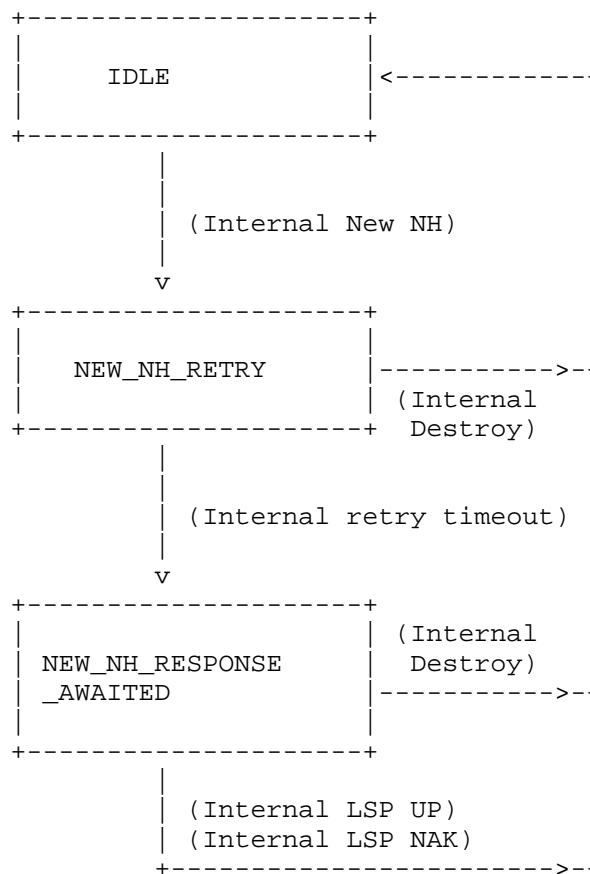 IDLE
(Internal New NH)
NEW_NH_RETRY
(Internal
Destroy)
(Internal retry timeout)
(Internal
NEW_NH_RESPONSE Destroy)
_AWAITED
(Internal LSP UP)
(Internal LSP NAK)